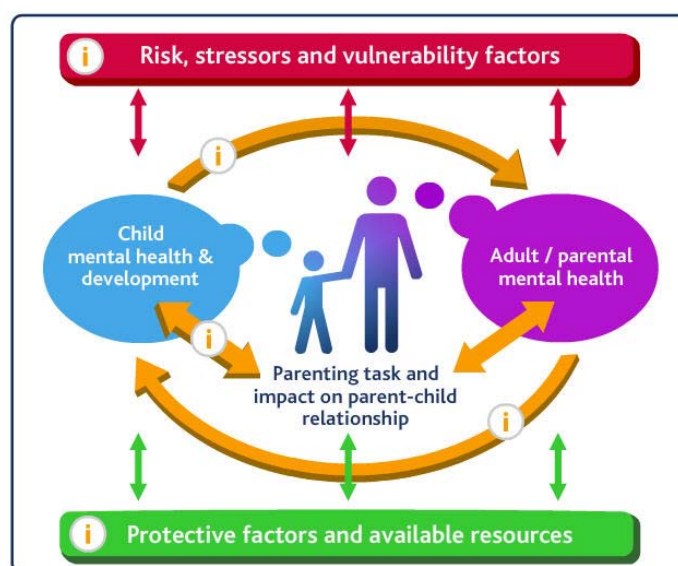 i
Risk, stressors and vulnerability factors
i
Child
mental health &
development
Adult / parental
mental health
i
Parenting task and
impact on parent-child
relationship
i
i
Protective factors and available resources